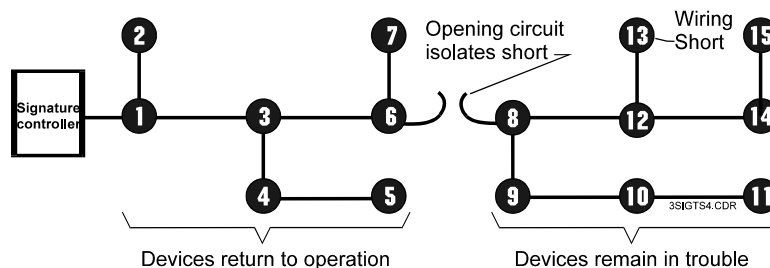 2
7
Opening circuit
isolates short
13
Wiring
Short
15
Signature
controller
1
3
6
8
12
14
4
5
9
10
11
3SIGTS4.CDR
Devices return to operation
Devices remain in trouble